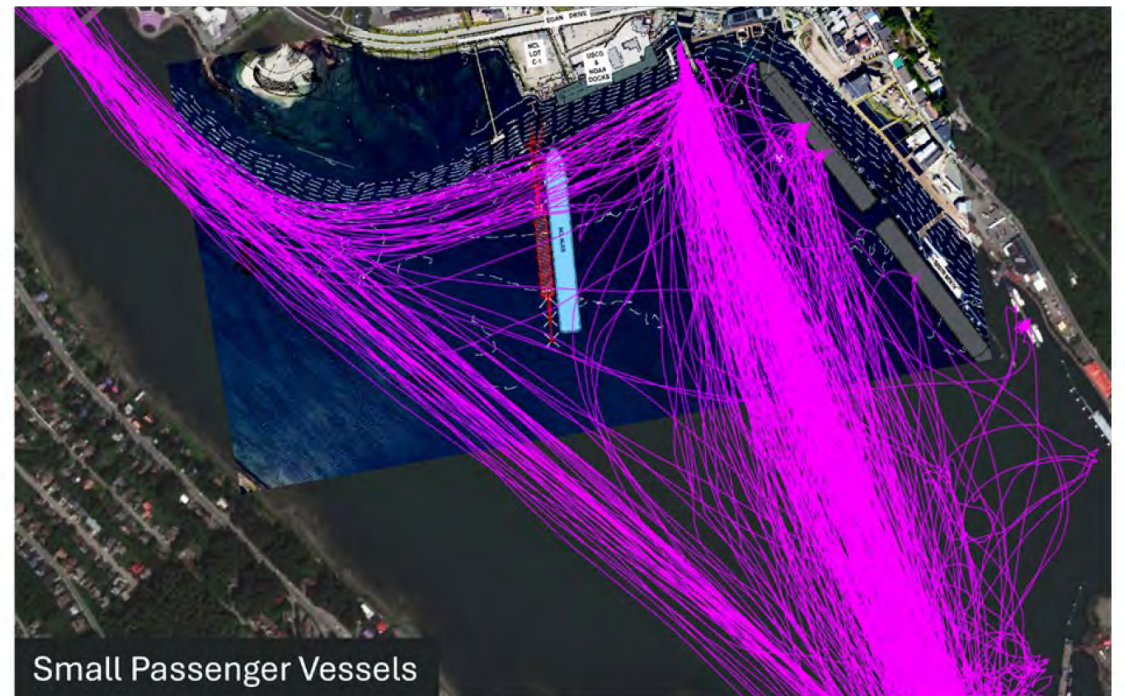 EGAN DRIVE
NCL
LOT
C-1
USCG
&
NOAA
DOCKS
Small Passenger Vessels